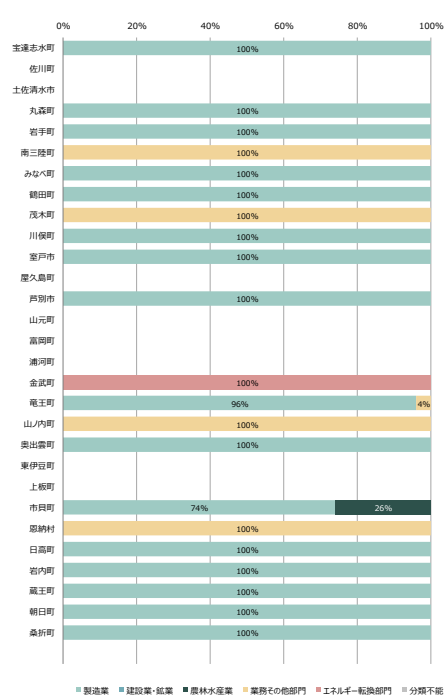 0% 20% 40% 60% 80% 100%
宝達志水町 100%
佐川町
土佐清水市
丸森町 100%
岩手町 100%
南三陸町 100%
みなべ町 100%
鶴田町 100%
茂木町 100%
川俣町 100%
室戸市 100%
屋久島町
芦別市 100%
山元町
富岡町
浦河町
金武町 100%
竜王町 96% 4%
山ノ内町 100%
奥出雲町 100%
東伊豆町
上板町
市貝町 74% 26%
恩納村 100%
日高町 100%
岩内町 100%
蔵王町 100%
朝日町 100%
桑折町 100%
製造業 建設業・鉱業 農林水産業 業務その他部門 エネルギー転換部門 分類不能